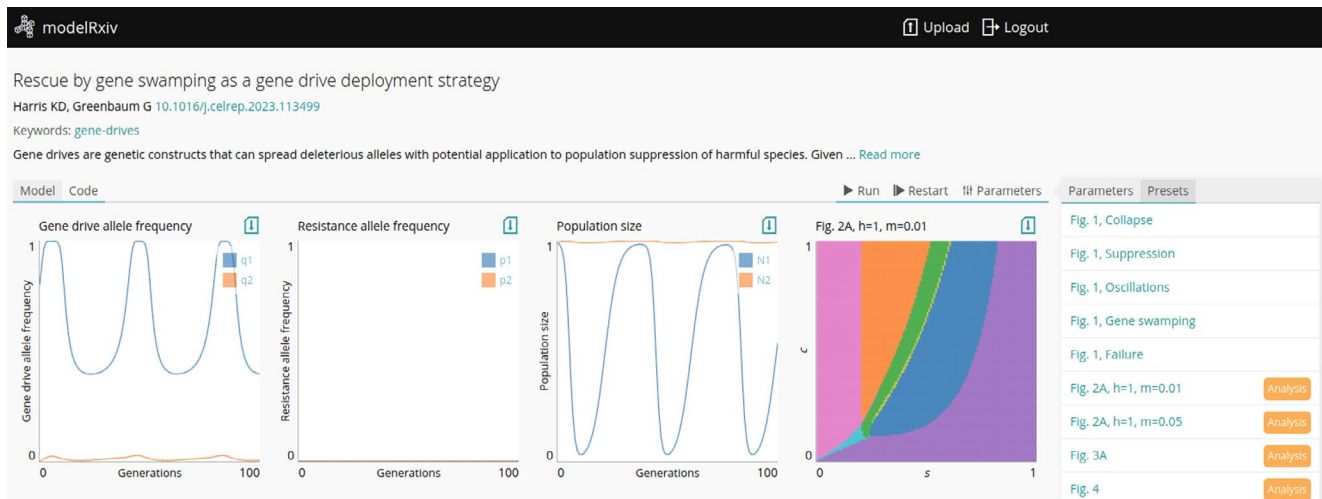 modelRxiv
Upload Logout
Rescue by gene swamping as a gene drive deployment strategy
Harris KD, Greenbaum G 10.1016/j.celrep.2023.113499
Keywords: gene-drives
Gene drives are genetic constructs that can spread deleterious alleles with potential application to population suppression of harmful species. Given ... Read more
Model Code
Run Restart Parameters
Gene drive allele frequency
1
q1
q2
Gene drive allele frequency
0
0 Generations 100
Resistance allele frequency
1
p1
p2
Resistance allele frequency
0
0 Generations 100
Population size
1
N1
N2
Population size
0
0 Generations 100
Fig. 2A, h=1, m=0.01
1
c
0
0 s 1
Parameters Presets
Fig. 1, Collapse
Fig. 1, Suppression
Fig. 1, Oscillations
Fig. 1, Gene swamping
Fig. 1, Failure
Fig. 2A, h=1, m=0.01 Analysis
Fig. 2A, h=1, m=0.05 Analysis
Fig. 3A Analysis
Fig. 4 Analysis